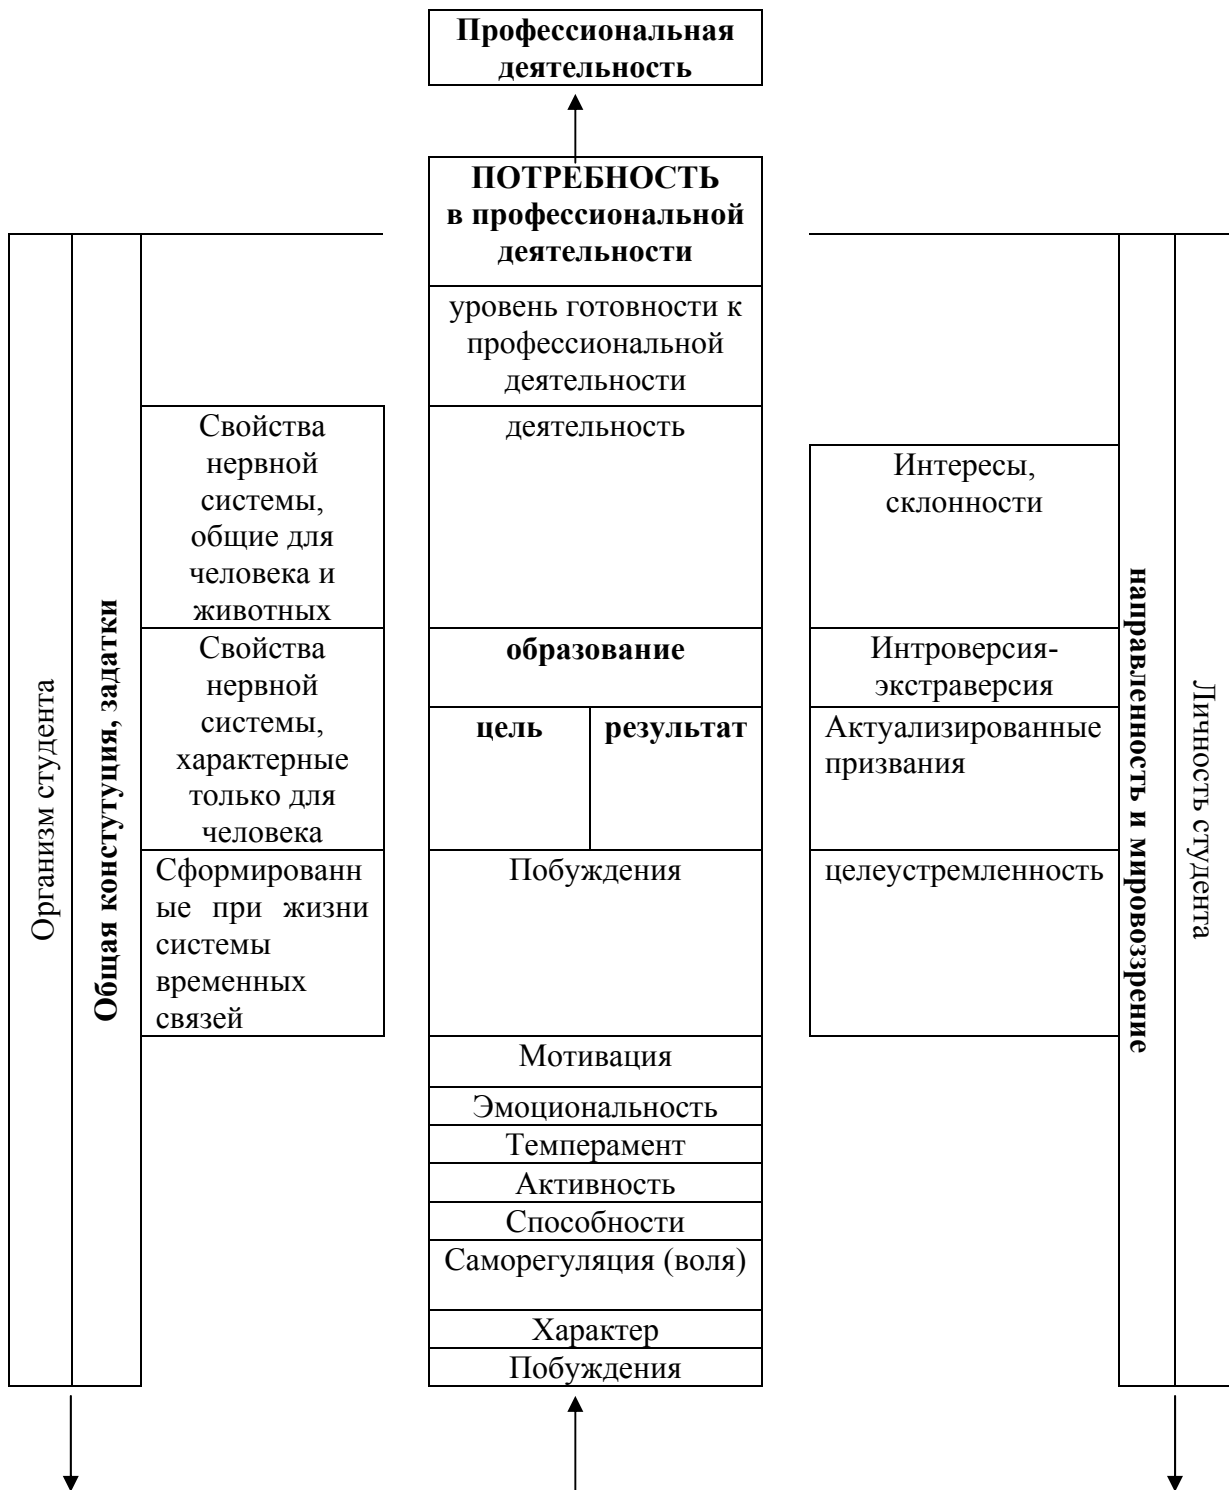 Профессиональная
деятельность
ПОТРЕБНОСТЬ
в профессиональной
деятельности
уровень готовности к
профессиональной
деятельности
Организм студента
Общая констутуция, задатки
Свойства
нервной
системы,
общие для
человека и
животных
Свойства
нервной
системы,
характерные
только для
человека
Сформированн
ые при жизни
системы
временных
связей
деятельность
образование
цель
результат
Побуждения
Мотивация
Эмоциональность
Темперамент
Активность
Способности
Саморегуляция (воля)
Характер
Побуждения
Интересы,
склонности
Интроверсия-
экстраверсия
Актуализированные
призвания
целеустремленность
направленность и мировоззрение
Личность студента